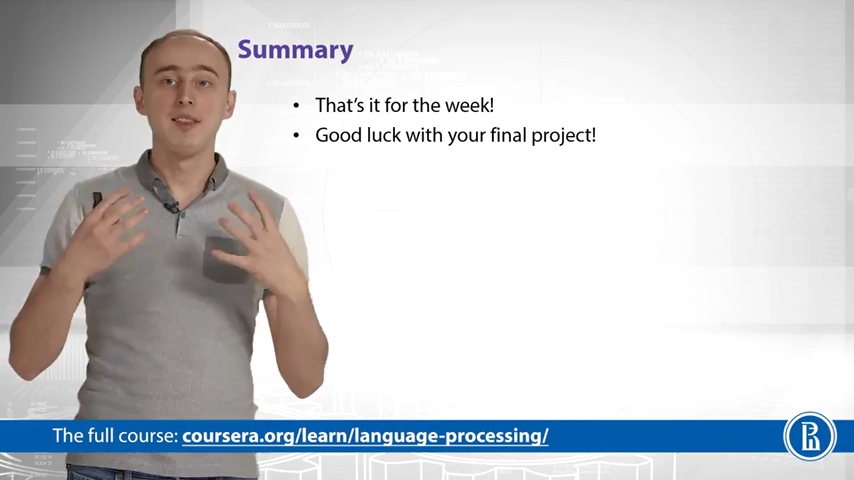 Summary
• That's it for the week!
• Good luck with your final project!
The full course: coursera.org/learn/language-processing/